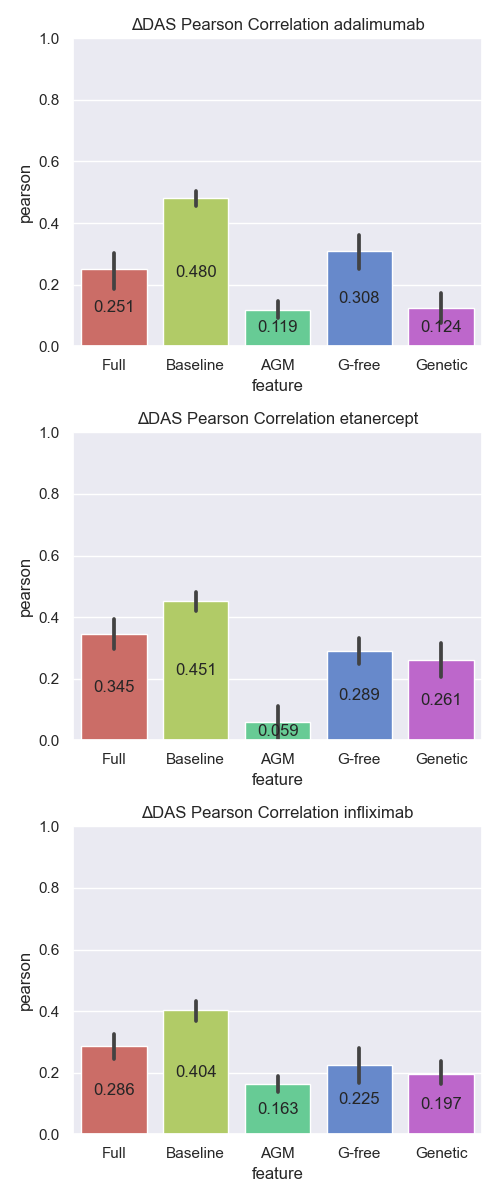 ΔDAS Pearson Correlation adalimumab
1.0
0.8
0.6
0.4
0.2
0.0
pearson
0.251
0.480
0.119
0.308
0.124
Full Baseline AGM G-free Genetic
feature
ΔDAS Pearson Correlation etanercept
1.0
0.8
0.6
0.4
0.2
0.0
pearson
0.345
0.451
0.059
0.289
0.261
Full Baseline AGM G-free Genetic
feature
ΔDAS Pearson Correlation infliximab
1.0
0.8
0.6
0.4
0.2
0.0
pearson
0.286
0.404
0.163
0.225
0.197
Full Baseline AGM G-free Genetic
feature